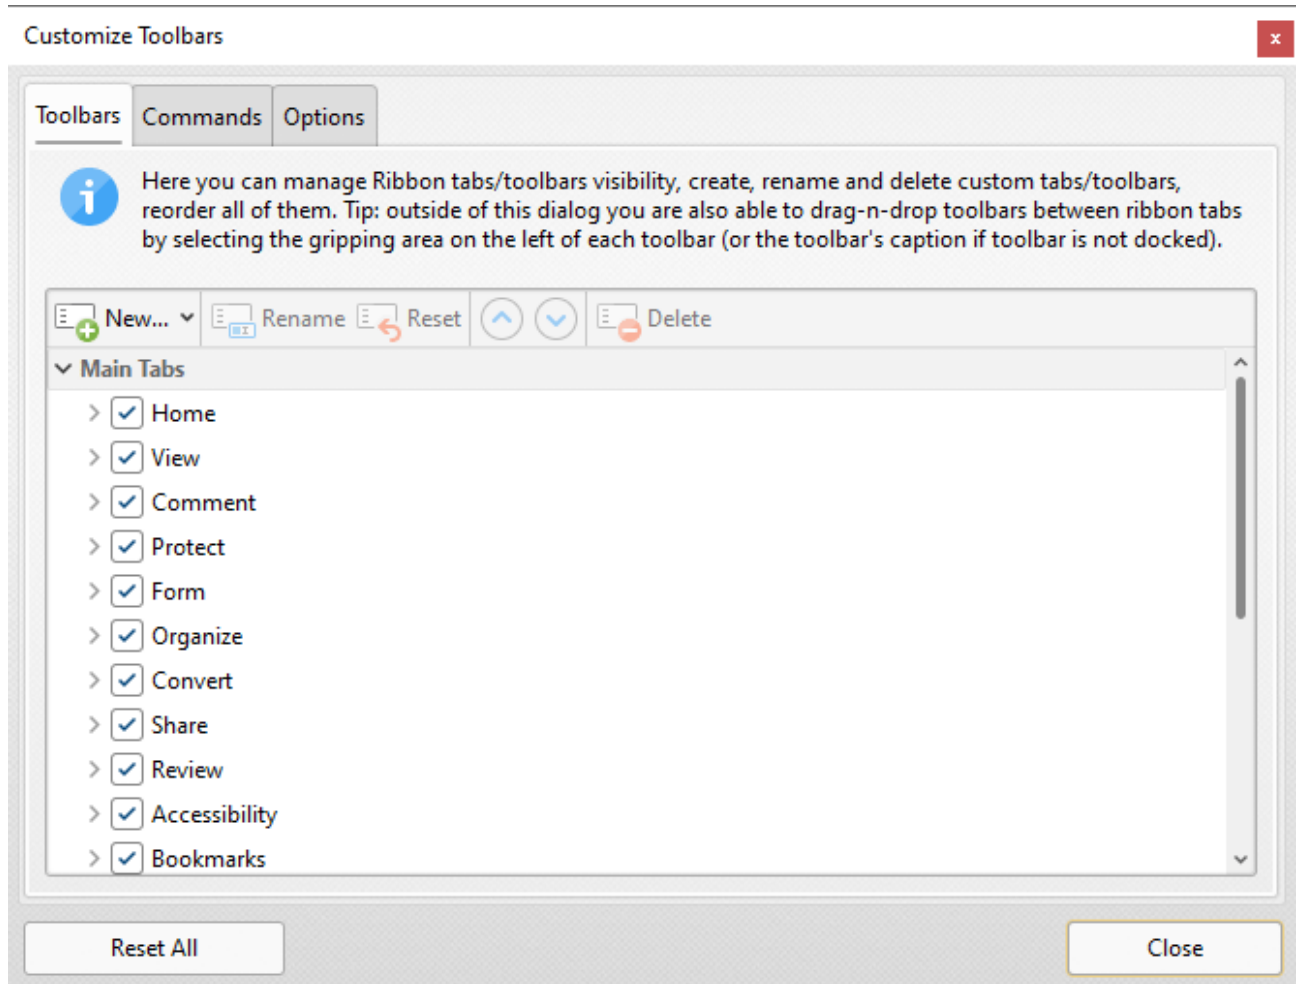 Customize Toolbars
x
Toolbars Commands Options
Here you can manage Ribbon tabs/toolbars visibility, create, rename and delete custom tabs/toolbars,
reorder all of them. Tip: outside of this dialog you are also able to drag-n-drop toolbars between ribbon tabs
by selecting the gripping area on the left of each toolbar (or the toolbar's caption if toolbar is not docked).
New... Rename Reset Delete
Main Tabs
Home
View
Comment
Protect
Form
Organize
Convert
Share
Review
Accessibility
Bookmarks
Reset All Close